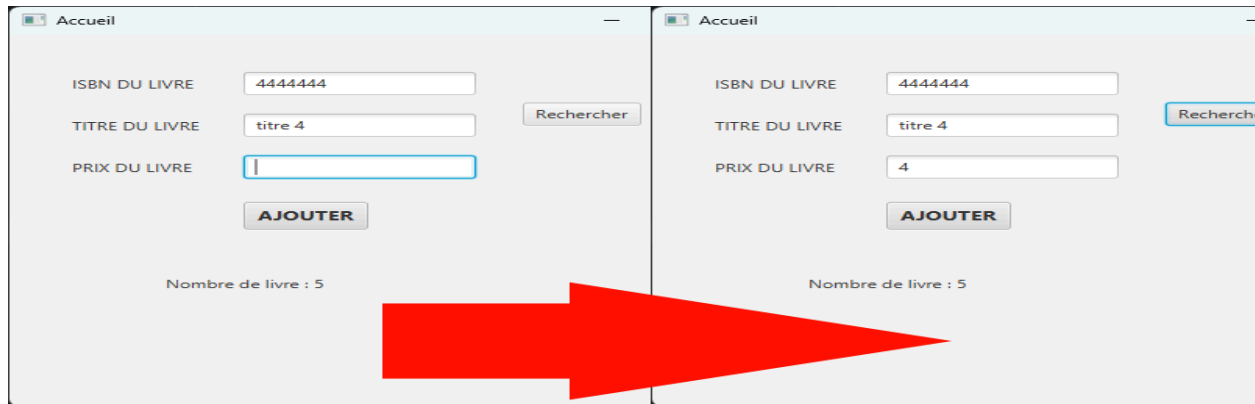 Accueil
ISBN DU LIVRE 4444444
Rechercher
TITRE DU LIVRE titre 4
PRIX DU LIVRE
AJOUTER
Nombre de livre : 5
Accueil
ISBN DU LIVRE 4444444
Recherche
TITRE DU LIVRE titre 4
PRIX DU LIVRE 4
AJOUTER
Nombre de livre : 5